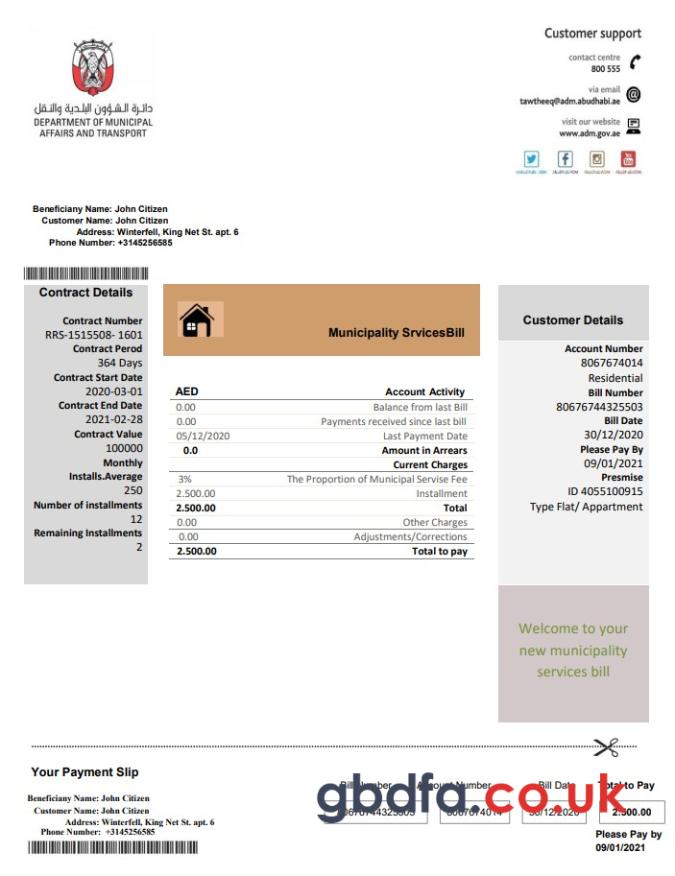 Customer support
contact centre
800 555
via email
tawtheeq@adm.abudhabi.ae
visit our website
www.adm.gov.ae
دائرة الشؤون البلدية والنقل
DEPARTMENT OF MUNICIPAL
AFFAIRS AND TRANSPORT
Beneficiany Name: John Citizen
Customer Name: John Citizen
Address: Winterfell, King Net St. apt. 6
Phone Number: +3145256585
Contract Details
Contract Number
RRS-1515508- 1601
Contract Perod
364 Days
Contract Start Date
2020-03-01
Contract End Date
2021-02-28
Contract Value
100000
Monthly
Installs.Average
250
Number of installments
12
Remaining Installments
2
Municipality SrvicesBill
AED Account Activity
0.00 Balance from last Bill
0.00 Payments received since last bill
05/12/2020 Last Payment Date
0.0 Amount in Arrears
Current Charges
3% The Proportion of Municipal Servise Fee
2.500.00 Installment
2.500.00 Total
0.00 Other Charges
0.00 Adjustments/Corrections
2.500.00 Total to pay
Customer Details
Account Number
8067674014
Residential
Bill Number
80676744325503
Bill Date
30/12/2020
Please Pay By
09/01/2021
Presmise
ID 4055100915
Type Flat/ Appartment
Welcome to your
new municipality
services bill
Your Payment Slip
Beneficiany Name: John Citizen
Customer Name: John Citizen
Address: Winterfell, King Net St. apt. 6
Phone Number: +3145256585
Bill Number Account Number Bill Date Total to Pay
80676744325503 8067674014 30/12/2020 2.500.00
gbdfa.co.uk
Please Pay by
09/01/2021